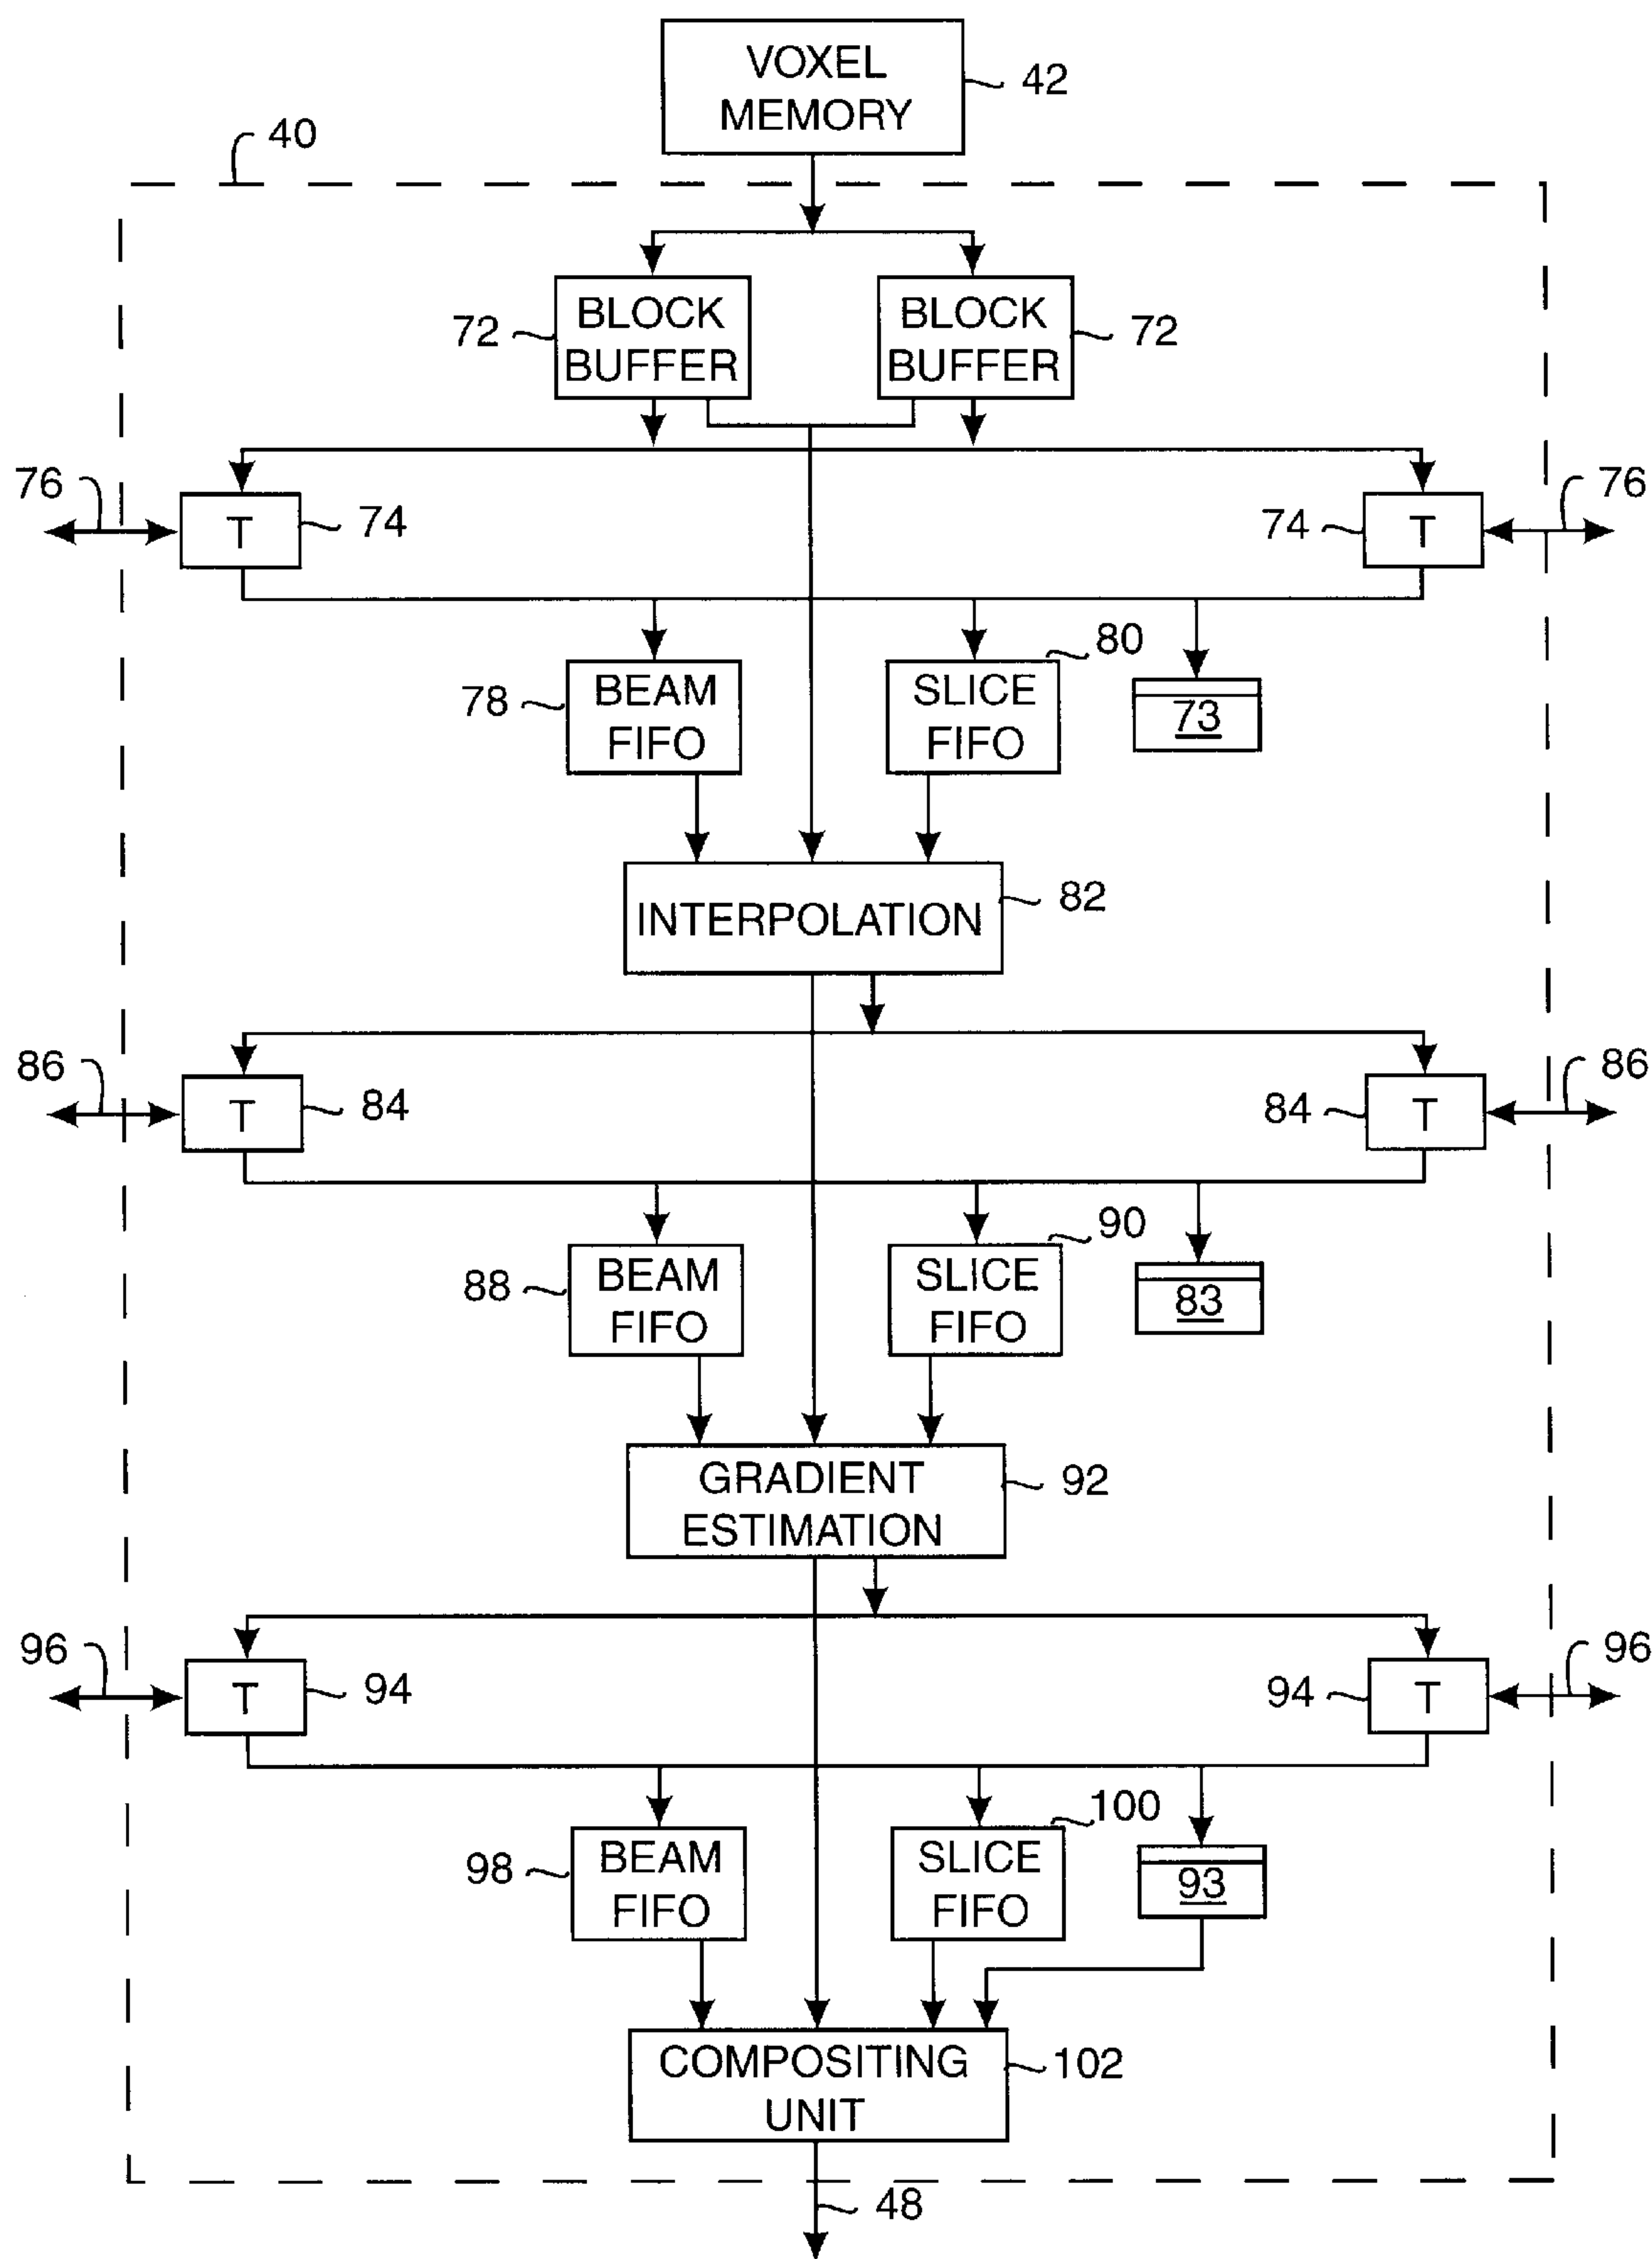 VOXEL
MEMORY
42
40
BLOCK
BUFFER
72
BLOCK
BUFFER
72
76
T
74
74
T
76
78
BEAM
FIFO
80
SLICE
FIFO
73
INTERPOLATION
82
86
T
84
84
T
86
88
BEAM
FIFO
90
SLICE
FIFO
83
GRADIENT
ESTIMATION
92
96
T
94
94
T
96
98
BEAM
FIFO
100
SLICE
FIFO
93
COMPOSITING
UNIT
102
48